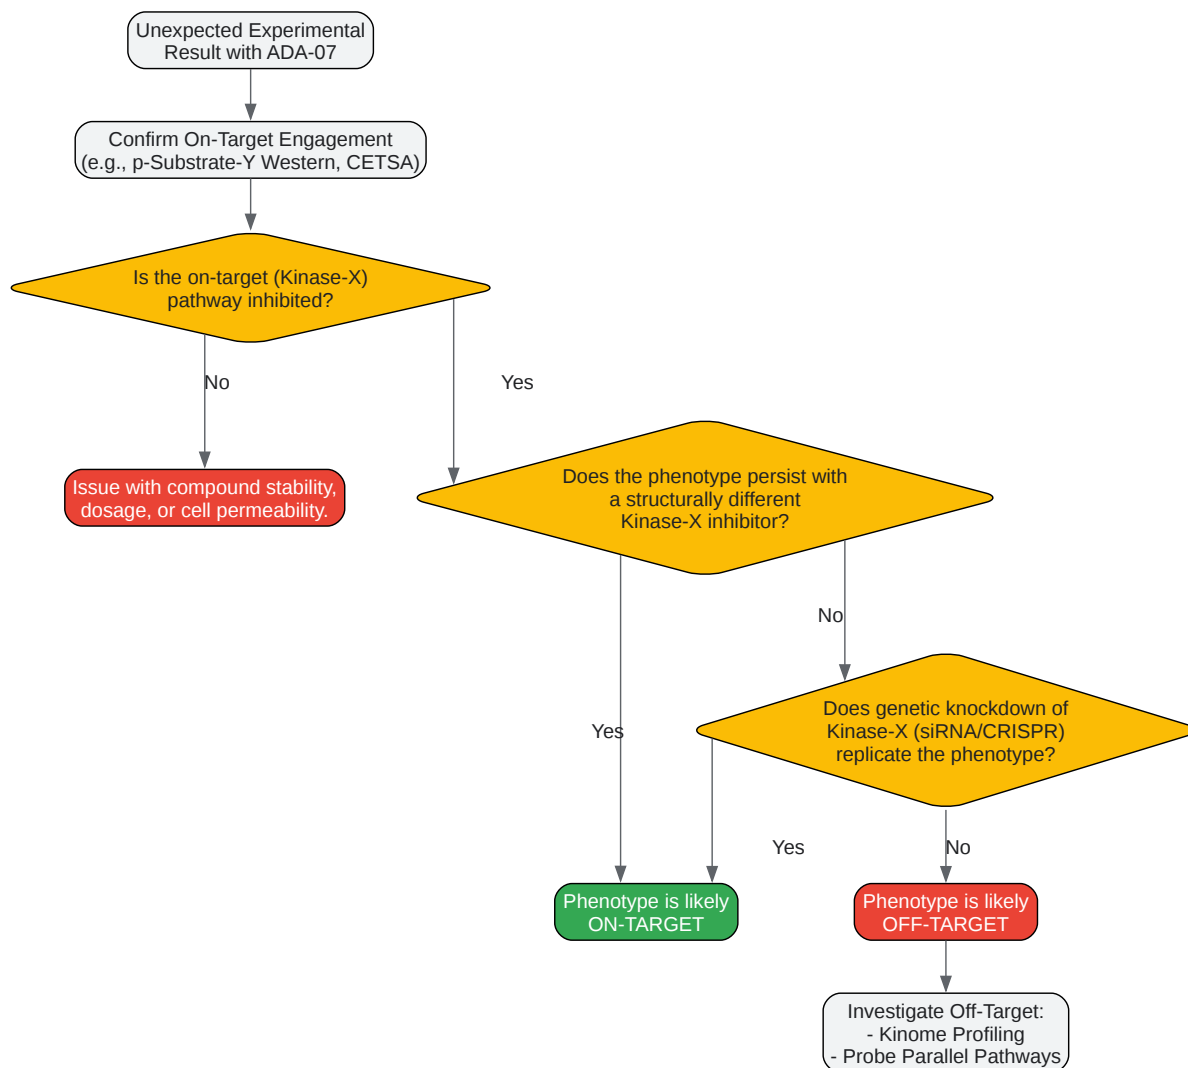 Unexpected Experimental
Result with ADA-07
Confirm On-Target Engagement
(e.g., p-Substrate-Y Western, CETSA)
Is the on-target (Kinase-X)
pathway inhibited?
No
Yes
Issue with compound stability,
dosage, or cell permeability.
Does the phenotype persist with
a structurally different
Kinase-X inhibitor?
No
Does genetic knockdown of
Kinase-X (siRNA/CRISPR)
replicate the phenotype?
Yes
Yes
No
Phenotype is likely
ON-TARGET
Phenotype is likely
OFF-TARGET
Investigate Off-Target:
- Kinome Profiling
- Probe Parallel Pathways